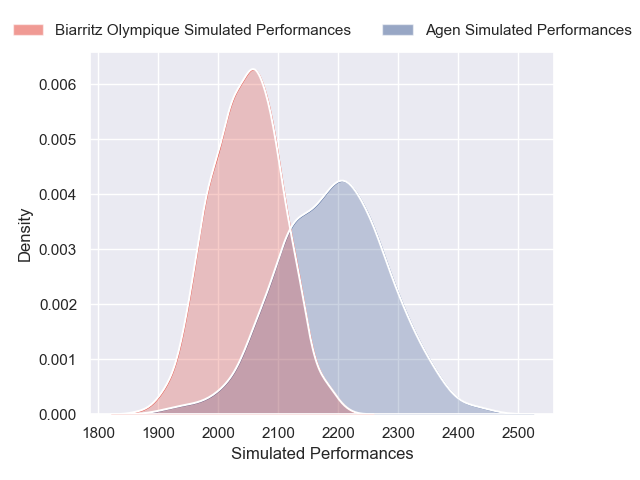 Biarritz Olympique Simulated Performances Agen Simulated Performances
0.006
0.005
0.004
0.003
0.002
0.001
0.000
Density
1800 1900 2000 2100 2200 2300 2400 2500
Simulated Performances